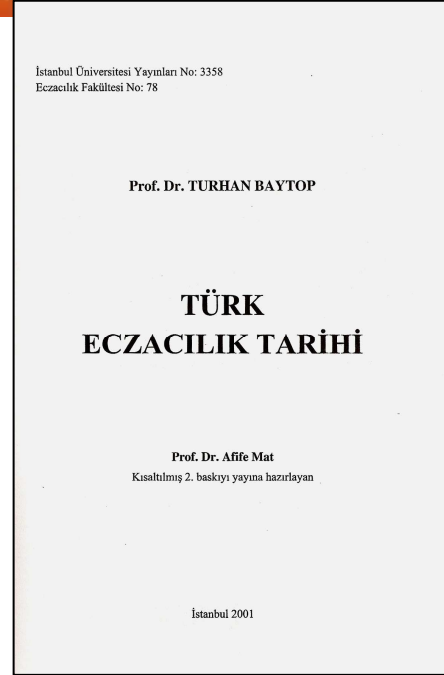 İstanbul Üniversitesi Yayınları No: 3358
Eczacılık Fakültesi No: 78
Prof. Dr. TURHAN BAYTOP
TÜRK
ECZACILIK TARİHİ
Prof. Dr. Afife Mat
Kısaltılmış 2. baskıyı yayına hazırlayan
İstanbul 2001